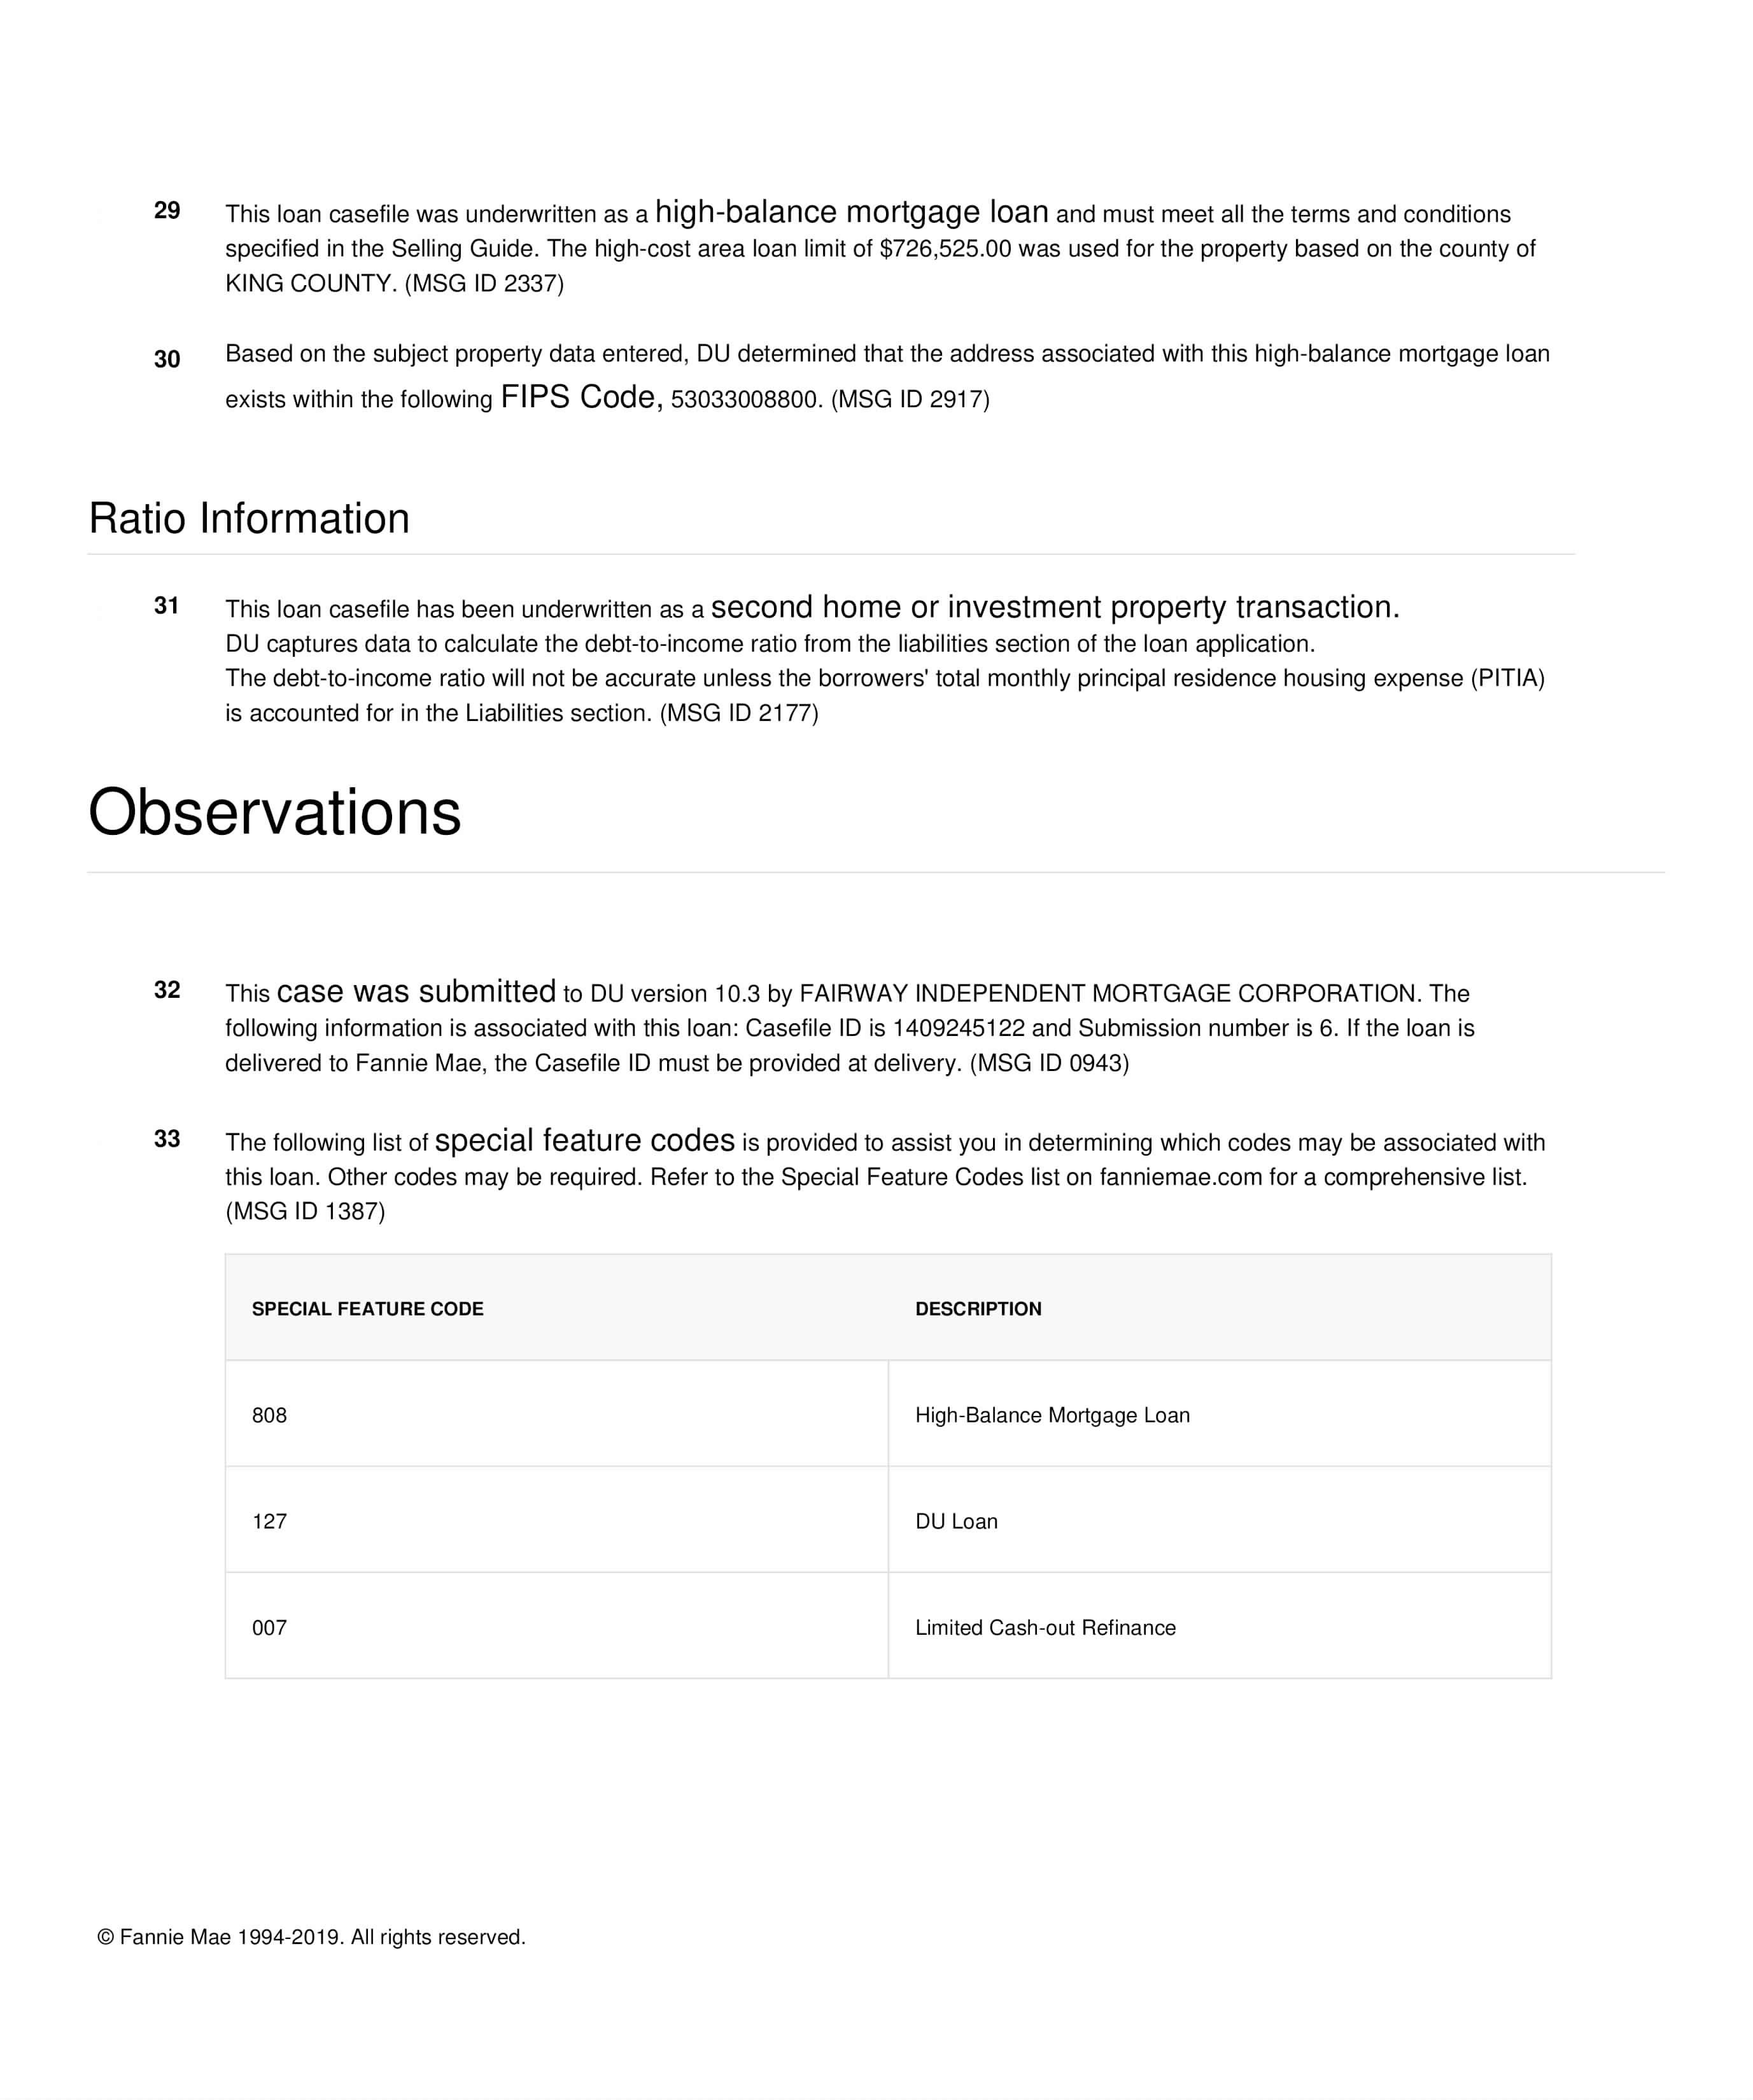 29 This loan casefile was underwritten as a high-balance mortgage loan and must meet all the terms and conditions
specified in the Selling Guide. The high-cost area loan limit of $726,525.00 was used for the property based on the county of
KING COUNTY. (MSG ID 2337)
30 Based on the subject property data entered, DU determined that the address associated with this high-balance mortgage loan
exists within the following FIPS Code, 53033008800. (MSG ID 2917)
Ratio Information
31 This loan casefile has been underwritten as a second home or investment property transaction.
DU captures data to calculate the debt-to-income ratio from the liabilities section of the loan application.
The debt-to-income ratio will not be accurate unless the borrowers' total monthly principal residence housing expense (PITIA)
is accounted for in the Liabilities section. (MSG ID 2177)
Observations
32 This case was submitted to DU version 10.3 by FAIRWAY INDEPENDENT MORTGAGE CORPORATION. The
following information is associated with this loan: Casefile ID is 1409245122 and Submission number is 6. If the loan is
delivered to Fannie Mae, the Casefile ID must be provided at delivery. (MSG ID 0943)
33 The following list of special feature codes is provided to assist you in determining which codes may be associated with
this loan. Other codes may be required. Refer to the Special Feature Codes list on fanniemae.com for a comprehensive list.
(MSG ID 1387)
SPECIAL FEATURE CODE DESCRIPTION
808 High-Balance Mortgage Loan
127 DU Loan
007 Limited Cash-out Refinance
© Fannie Mae 1994-2019. All rights reserved.